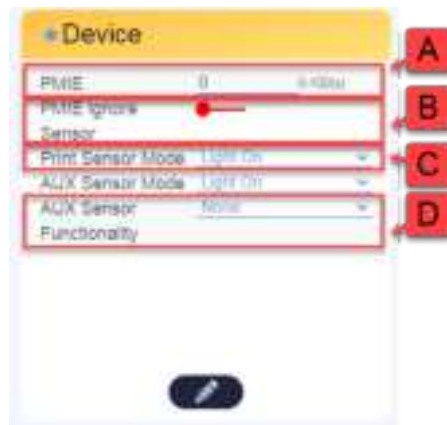 Device
A
PMIE 0
B
PMIE Ignore
Sensor
Print Sensor Mode Light On
C
AUX Sensor Mode Light On
AUX Sensor None
D
Functionality